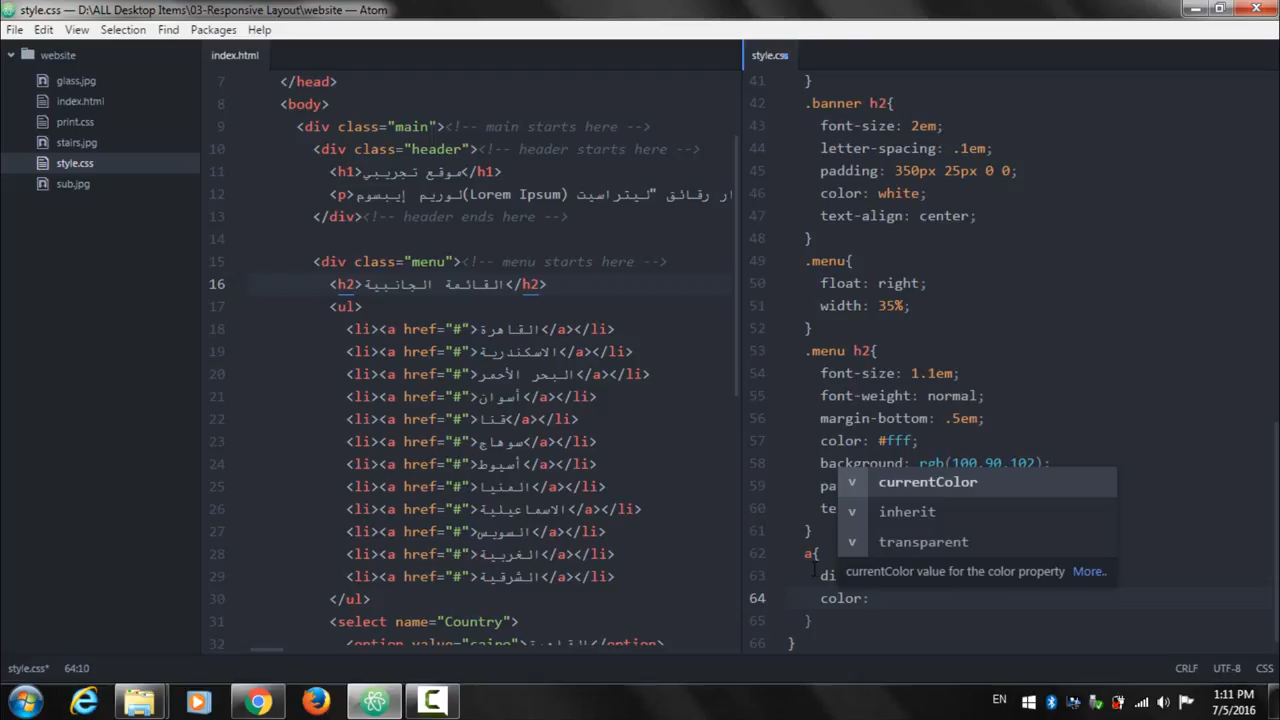 style.css — D:\ALL Desktop Items\03-Responsive Layout\website — Atom
File Edit View Selection Find Packages Help
website
glass.jpg
index.html
print.css
stairs.jpg
style.css
sub.jpg
index.html
7 </head>
8 <body>
9 <div class="main"><!-- main starts here -->
10 <div class="header"><!-- header starts here -->
11 <h1>موقع تجريبي</h1>
12 <p>لوريم إيبسوم(Lorem Ipsum) ار رقائق "ليتراسيت
13 </div><!-- header ends here -->
14
15 <div class="menu"><!-- menu starts here -->
16 <h2>القائمة الجانبية</h2>
17 <ul>
18 <li><a href="#">القاهرة</a></li>
19 <li><a href="#">الاسكندرية</a></li>
20 <li><a href="#">البحر الأحمر</a></li>
21 <li><a href="#">أسوان</a></li>
22 <li><a href="#">قنا</a></li>
23 <li><a href="#">سوهاج</a></li>
24 <li><a href="#">أسيوط</a></li>
25 <li><a href="#">المنيا</a></li>
26 <li><a href="#">الاسماعيلية</a></li>
27 <li><a href="#">السويس</a></li>
28 <li><a href="#">الغربية</a></li>
29 <li><a href="#">الشرقية</a></li>
30 </ul>
31 <select name="Country">
32 <option value="cairo">القاهرة</option>
style.css
41 }
42 .banner h2{
43 font-size: 2em;
44 letter-spacing: .1em;
45 padding: 350px 25px 0 0;
46 color: white;
47 text-align: center;
48 }
49 .menu{
50 float: right;
51 width: 35%;
52 }
53 .menu h2{
54 font-size: 1.1em;
55 font-weight: normal;
56 margin-bottom: .5em;
57 color: #fff;
58 background: rgb(100,90,102);
59 pa
60 te
61 }
62 a{
63 di
64 color:
65 }
66 }
v currentColor
v inherit
v transparent
currentColor value for the color property More..
style.css* 64:10
CRLF UTF-8 CSS
EN
1:11 PM
7/5/2016